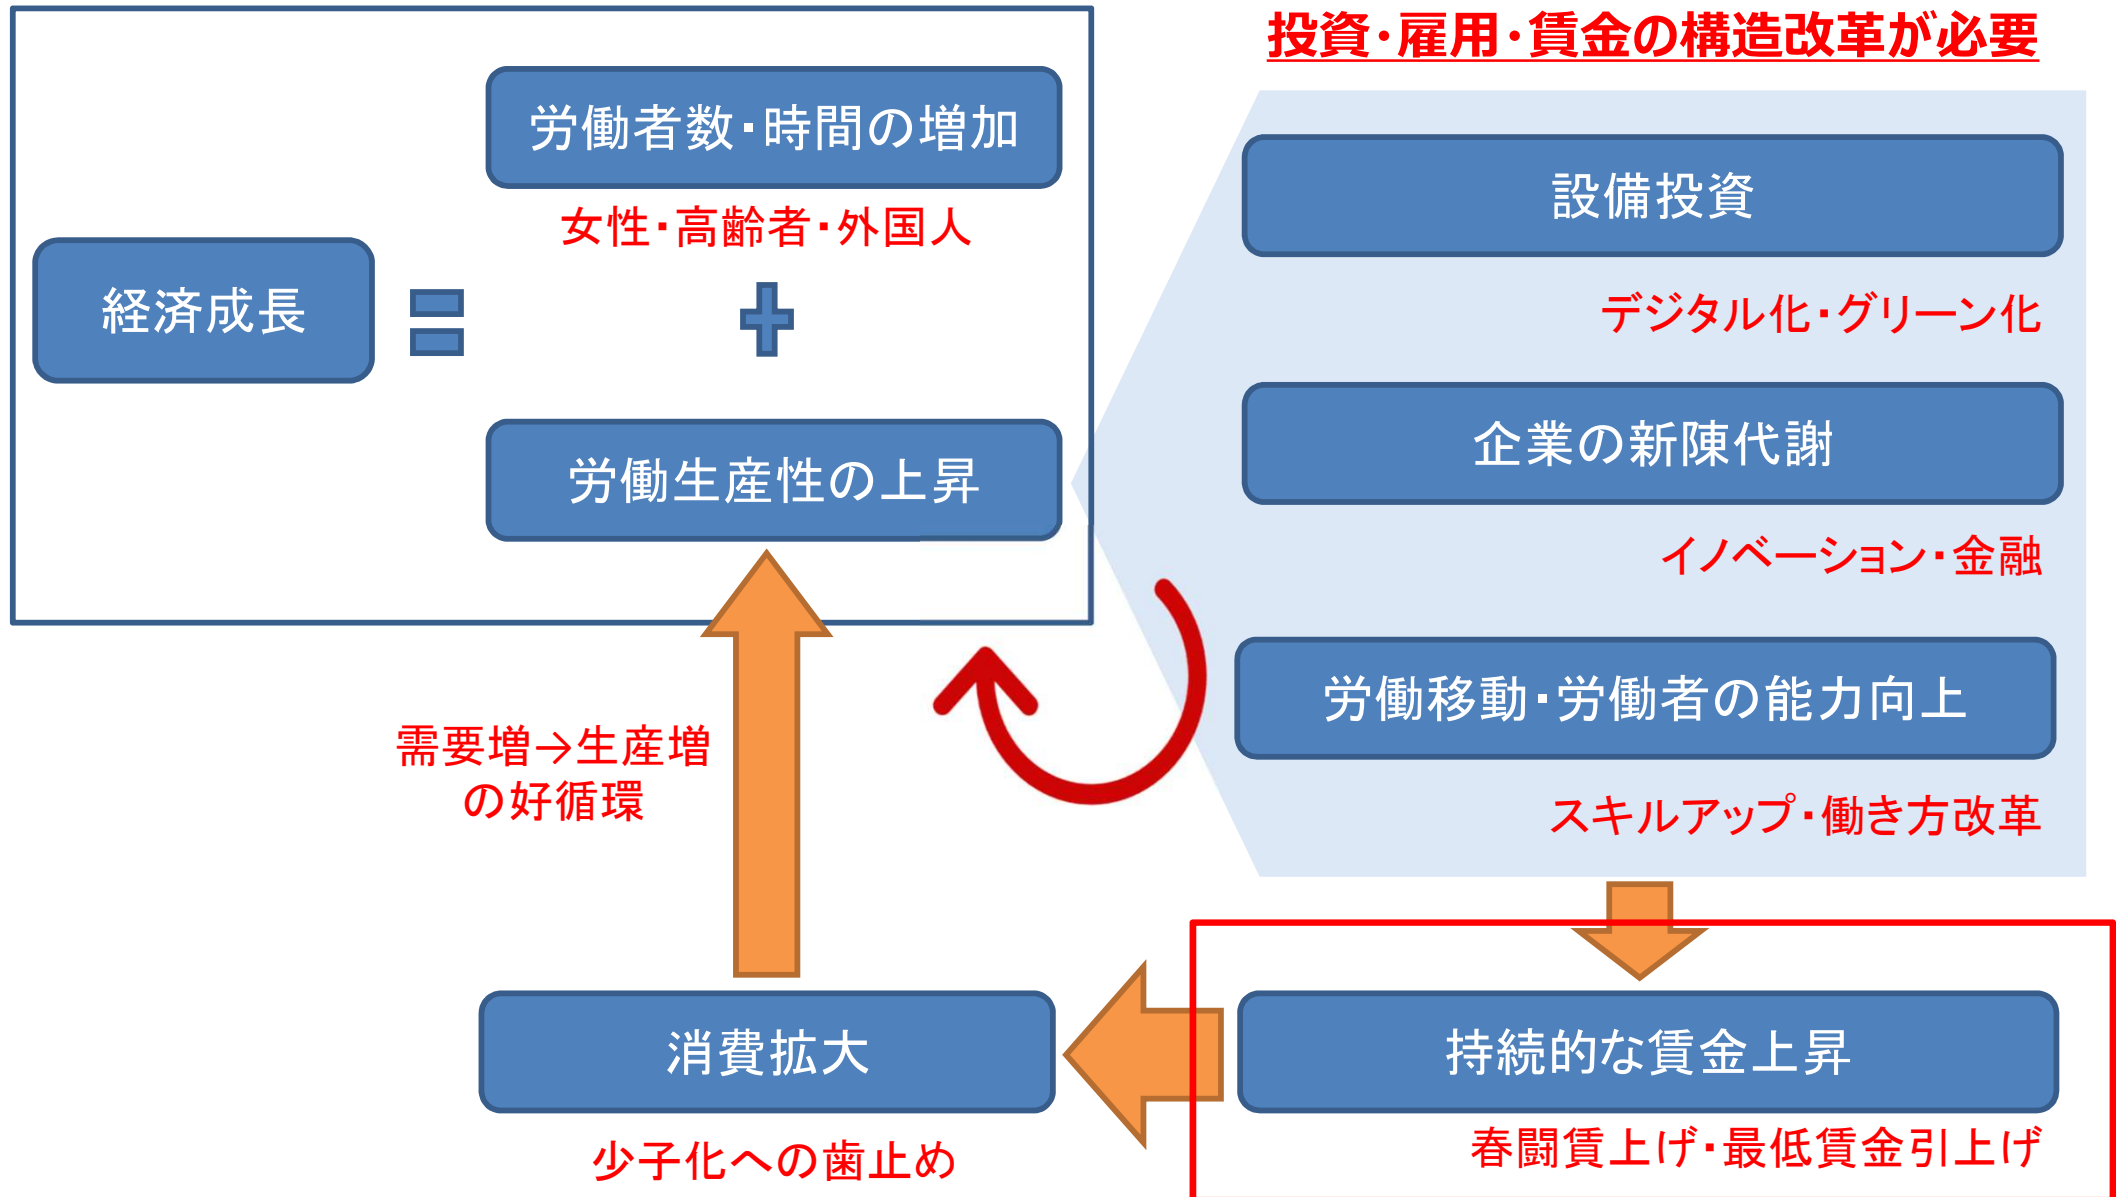 投資・雇用・賃金の構造改革が必要
労働者数・時間の増加
女性・高齢者・外国人
経済成長
=
+
労働生産性の上昇
設備投資
デジタル化・グリーン化
企業の新陳代謝
イノベーション・金融
労働移動・労働者の能力向上
スキルアップ・働き方改革
需要増→生産増
の好循環
消費拡大
少子化への歯止め
持続的な賃金上昇
春闘賃上げ・最低賃金引上げ